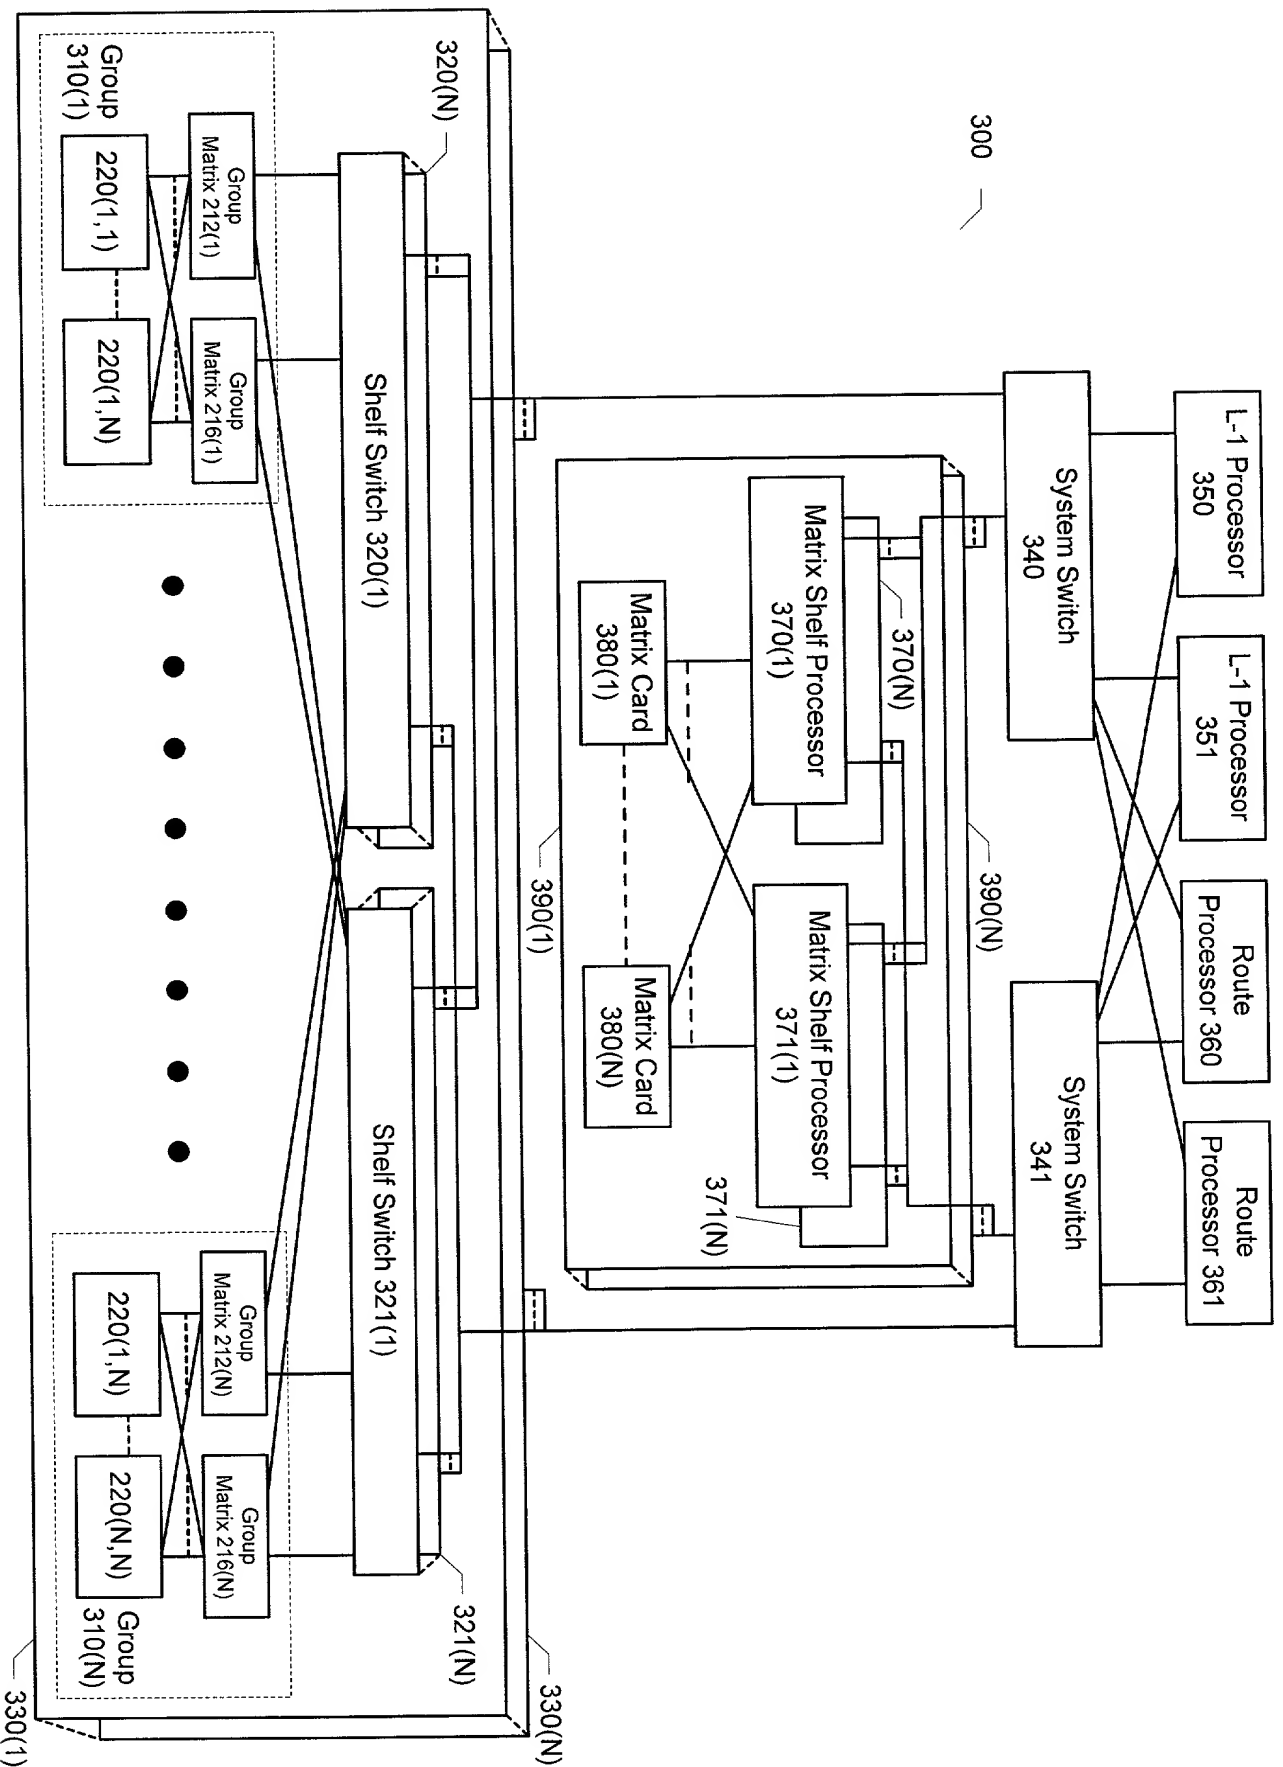 300
L-1 Processor
350
L-1 Processor
351
Route
Processor 360
Route
Processor 361
System Switch
340
System Switch
341
390(N)
370(N)
Matrix Shelf Processor
370(1)
Matrix Shelf Processor
371(1)
371(N)
Matrix Card
380(1)
Matrix Card
380(N)
390(1)
330(N)
320(N)
321(N)
Shelf Switch 320(1)
Shelf Switch 321(1)
Group
Matrix 212(1)
Group
Matrix 216(1)
Group
Matrix 212(N)
Group
Matrix 216(N)
Group
310(1)
220(1,1)
220(1,N)
220(1,N)
220(N,N)
Group
310(N)
330(1)